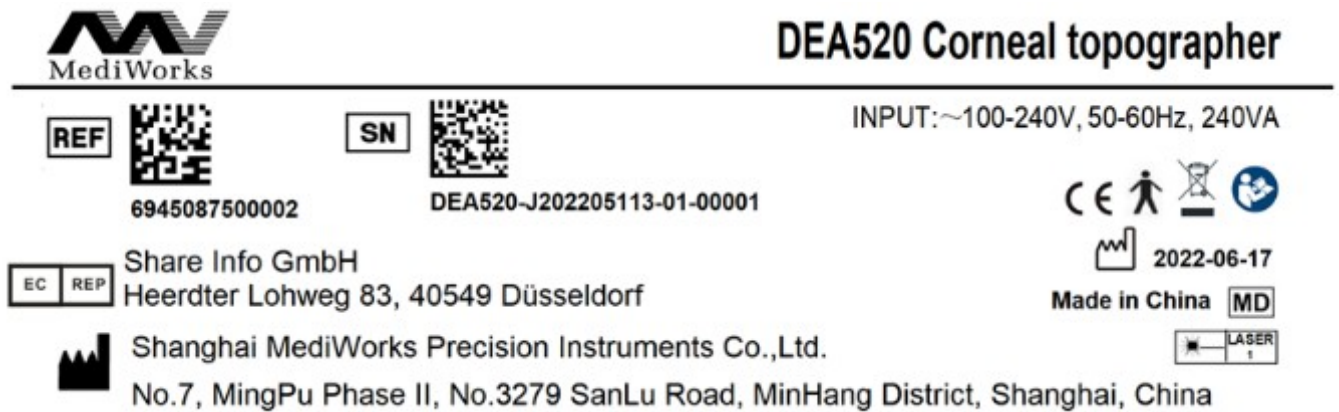 MediWorks
DEA520 Corneal topographer
INPUT:~100-240V, 50-60Hz, 240VA
REF
6945087500002
SN
DEA520-J202205113-01-00001
CE
EC REP
Share Info GmbH
Heerdter Lohweg 83, 40549 Düsseldorf
2022-06-17
Made in China MD
LASER
1
Shanghai MediWorks Precision Instruments Co.,Ltd.
No.7, MingPu Phase II, No.3279 SanLu Road, MinHang District, Shanghai, China